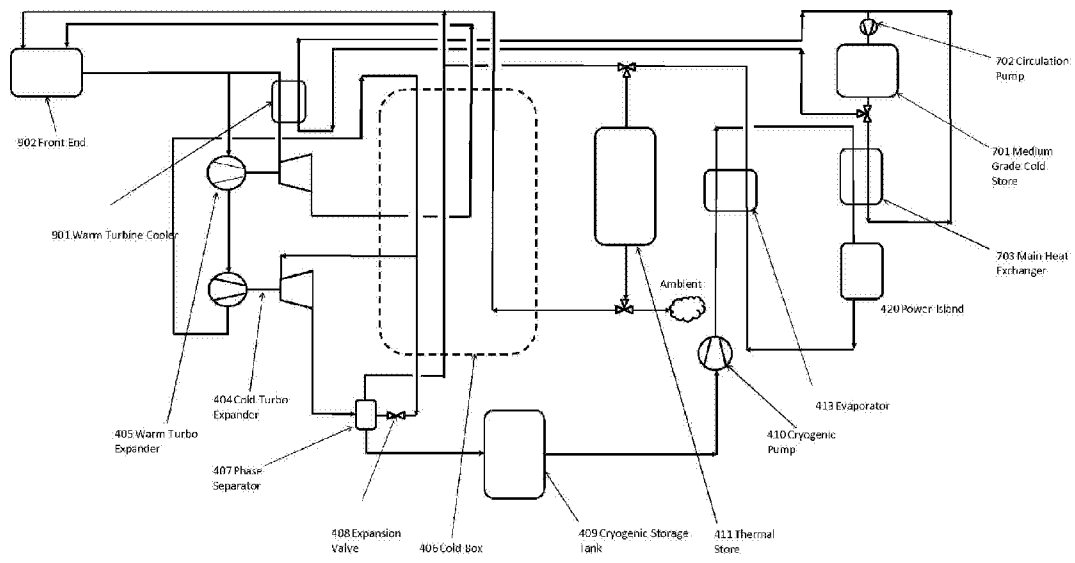 702 Circulation
Pump
902 Front End
701 Medium
Grade Cold
Store
901 Warm Turbine Cooler
703 Main Heat
Exchanger
Ambient
420 Power Island
404 Cold Turbo
Expander
413 Evaporator
405 Warm Turbo
Expander
410 Cryogenic
Pump
407 Phase
Separator
408 Expansion
Valve
406 Cold Box
409 Cryogenic Storage
Tank
411 Thermal
Store